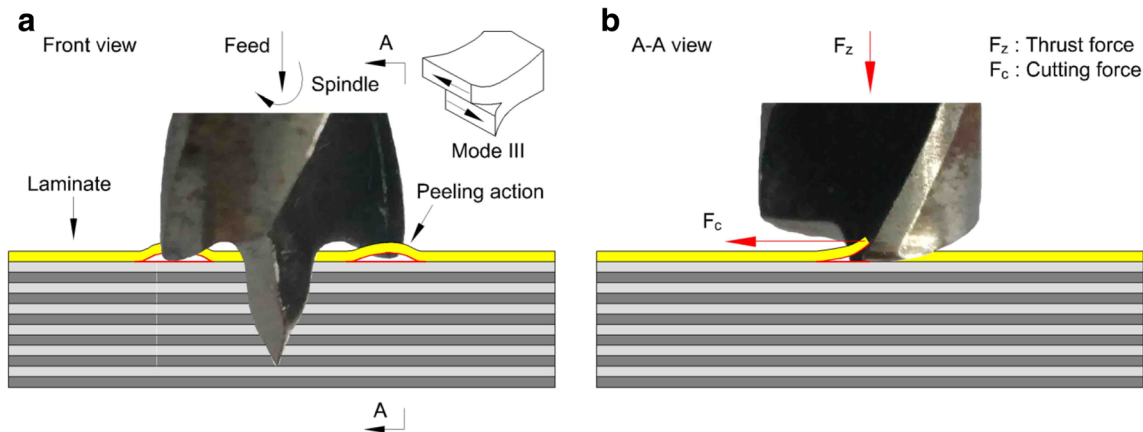 a
Front view
Feed
Spindle
A
Mode III
Laminate
Peeling action
A
b
A-A view
Fz
Fz : Thrust force
Fc : Cutting force
Fc